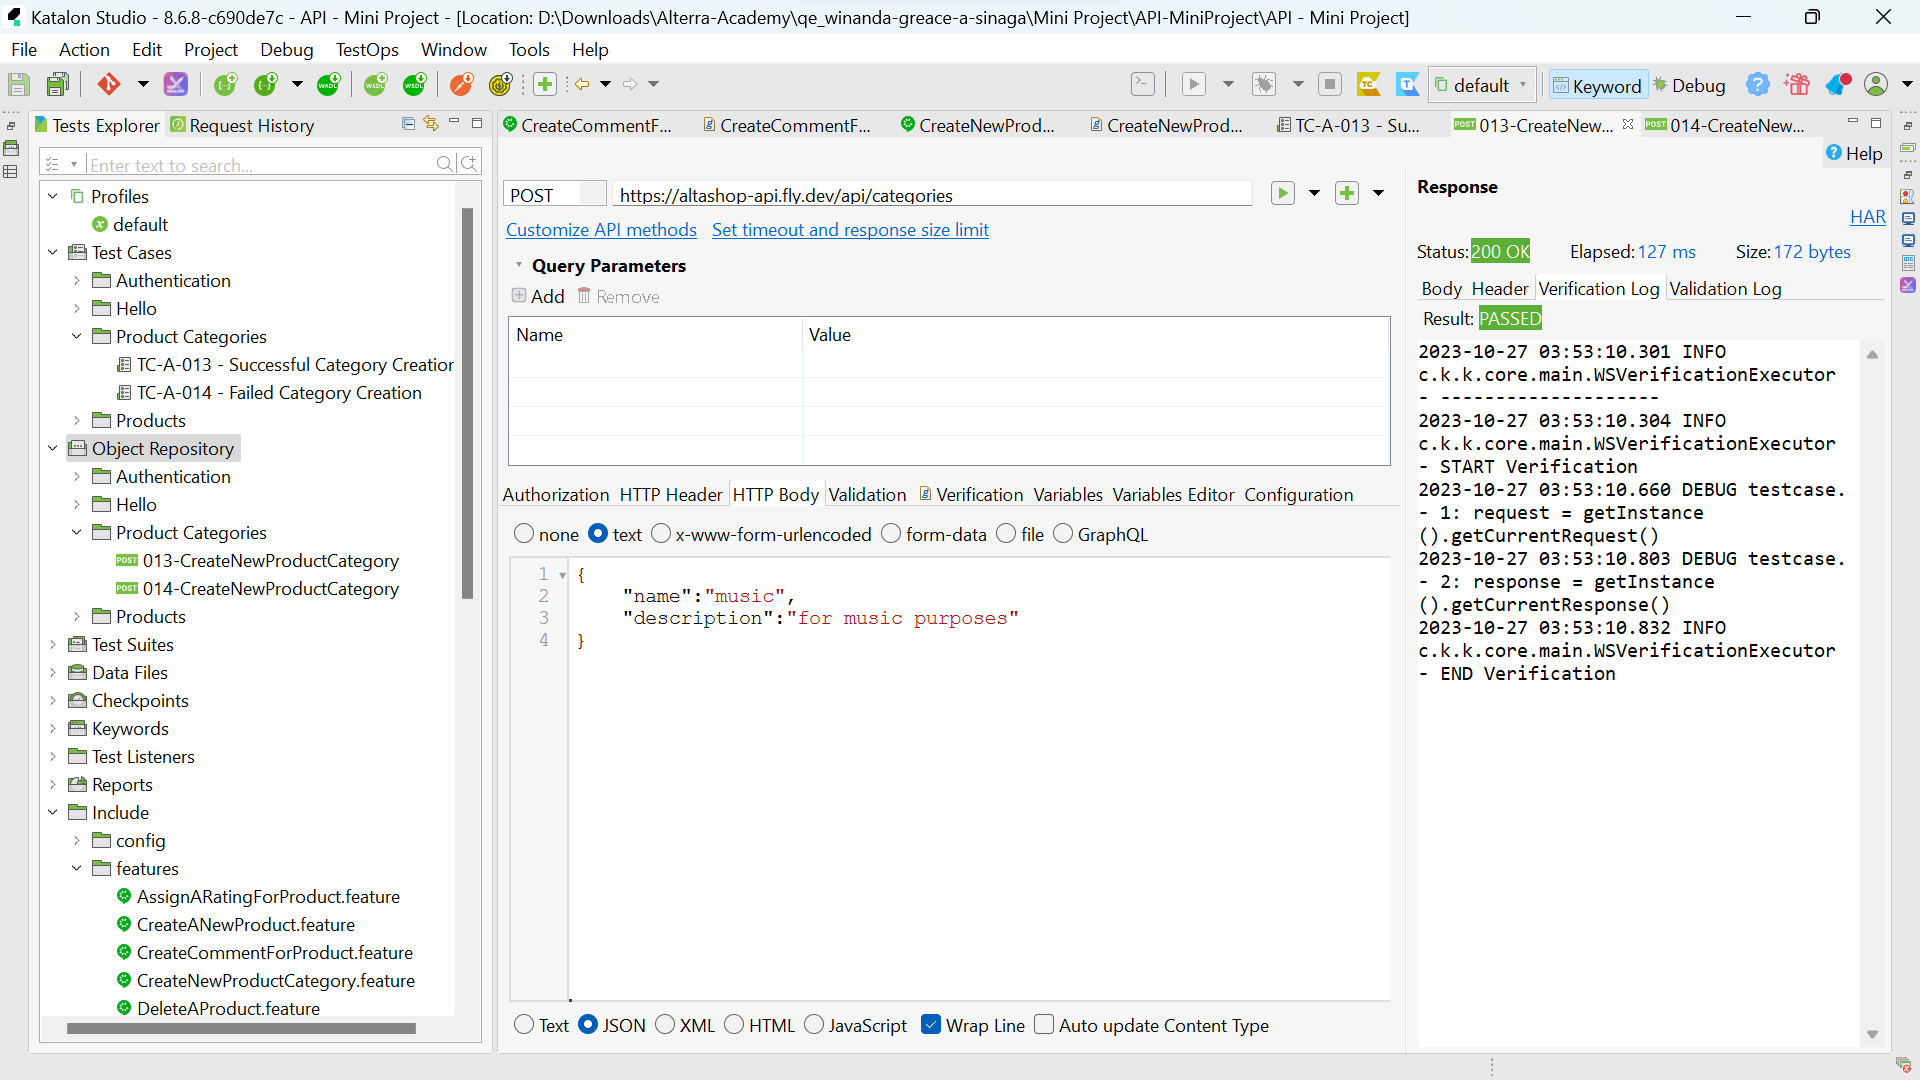 Katalon Studio - 8.6.8-c690de7c - API - Mini Project - [Location: D:\Downloads\Alterra-Academy\qe_winanda-greace-a-sinaga\Mini Project\API-MiniProject\API - Mini Project]
File Action Edit Project Debug TestOps Window Tools Help
default Keyword Debug
Tests Explorer Request History
CreateCommentF... CreateCommentF... CreateNewProd... CreateNewProd... TC-A-013 - Su... POST 013-CreateNew... POST 014-CreateNew...
Help
Enter text to search...
Profiles
default
Test Cases
Authentication
Hello
Product Categories
TC-A-013 - Successful Category Creation
TC-A-014 - Failed Category Creation
Products
Object Repository
Authentication
Hello
Product Categories
POST 013-CreateNewProductCategory
POST 014-CreateNewProductCategory
Products
Test Suites
Data Files
Checkpoints
Keywords
Test Listeners
Reports
Include
config
features
AssignARatingForProduct.feature
CreateANewProduct.feature
CreateCommentForProduct.feature
CreateNewProductCategory.feature
DeleteAProduct.feature
POST https://altashop-api.fly.dev/api/categories
Customize API methods Set timeout and response size limit
Query Parameters
Add Remove
Name Value
Authorization HTTP Header HTTP Body Validation Verification Variables Variables Editor Configuration
none text x-www-form-urlencoded form-data file GraphQL
1 {
2 "name":"music",
3 "description":"for music purposes"
4 }
Text JSON XML HTML JavaScript Wrap Line Auto update Content Type
Response
HAR
Status: 200 OK Elapsed: 127 ms Size: 172 bytes
Body Header Verification Log Validation Log
Result: PASSED
2023-10-27 03:53:10.301 INFO
c.k.k.core.main.WSVerificationExecutor
- --------------------
2023-10-27 03:53:10.304 INFO
c.k.k.core.main.WSVerificationExecutor
- START Verification
2023-10-27 03:53:10.660 DEBUG testcase.
- 1: request = getInstance
().getCurrentRequest()
2023-10-27 03:53:10.803 DEBUG testcase.
- 2: response = getInstance
().getCurrentResponse()
2023-10-27 03:53:10.832 INFO
c.k.k.core.main.WSVerificationExecutor
- END Verification